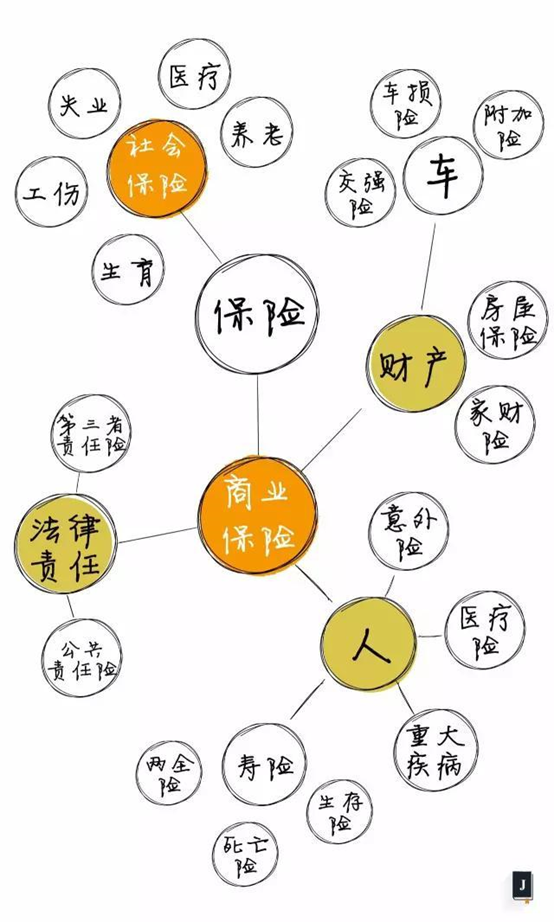 医疗
失业
养老
社会
保险
工伤
生育
保险
车损
险
附加
险
车
交强
险
房屋
保险
财产
家财
险
第三者
责任险
法律
责任
公共
责任险
商业
保险
意外
险
医疗
险
人
重大
疾病
寿险
两全
险
生存
险
死亡
险
J